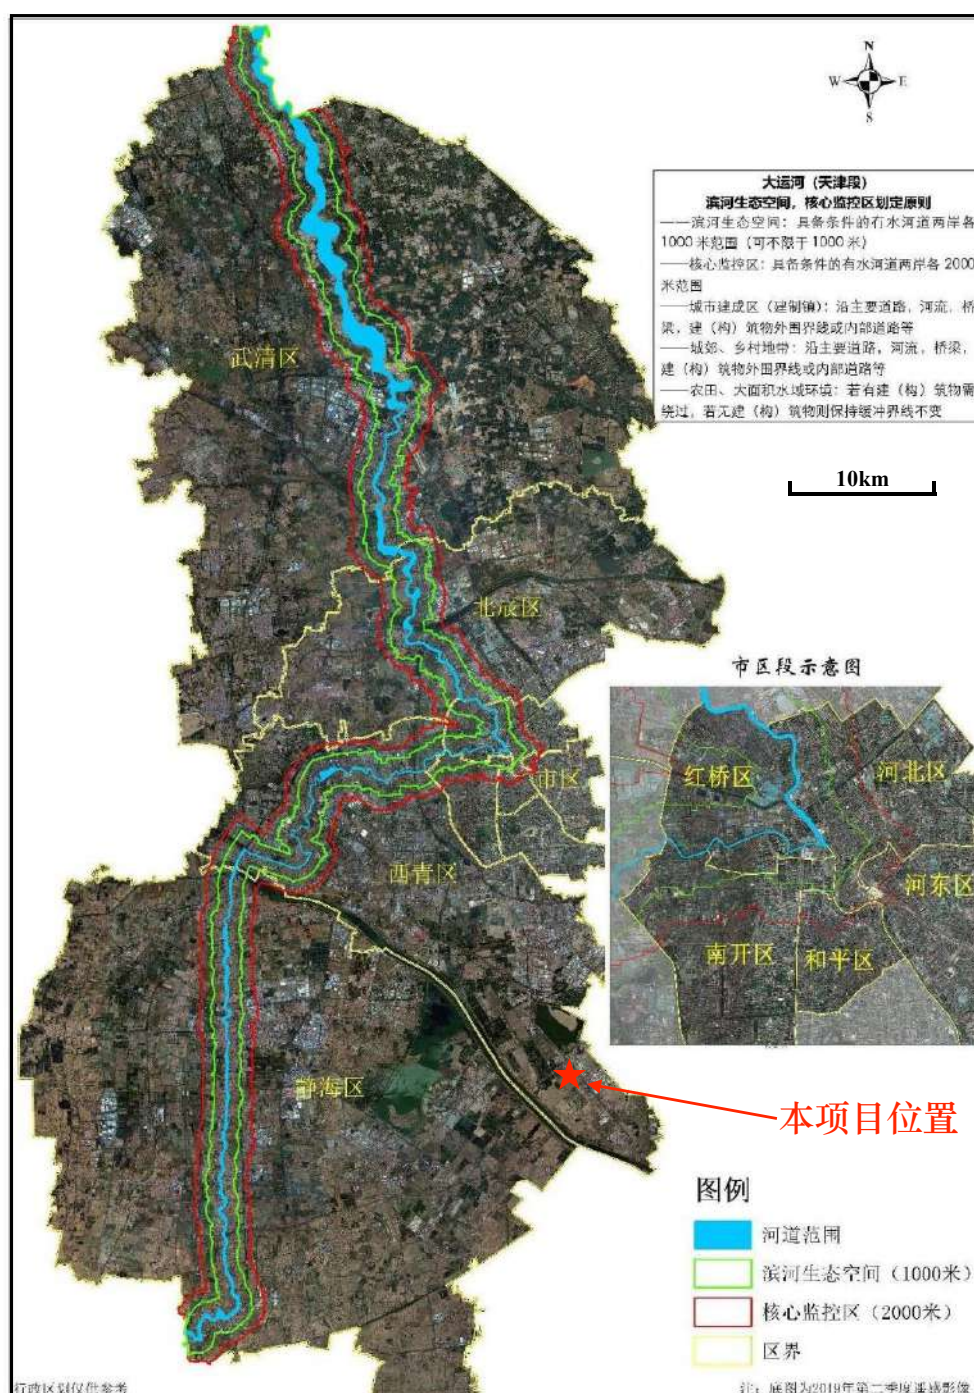 N
W
E
S
大运河（天津段）
滨河生态空间，核心监控区划定原则
——滨河生态空间：具备条件的有水河道两岸各
1000 米范围（可不限于 1000 米）
——核心监控区：具备条件的有水河道两岸各 2000
米范围
——城市建成区（建制镇）：沿主要道路，河流，桥
梁，建（构）筑物外围界线或内部道路等
——城郊、乡村地带：沿主要道路，河流，桥梁，
建（构）筑物外围界线或内部道路等
——农田、大面积水域环境：若有建（构）筑物需
绕过，若无建（构）筑物则保持缓冲界线不变
武清区
10km
北辰区
市区段示意图
红桥区
河北区
市区
西青区
河东区
南开区
和平区
静海区
本项目位置
图例
河道范围
滨河生态空间（1000米）
核心监控区（2000米）
区界
行政区划仅供参考
注：底图为2019年第二季度遥感影像